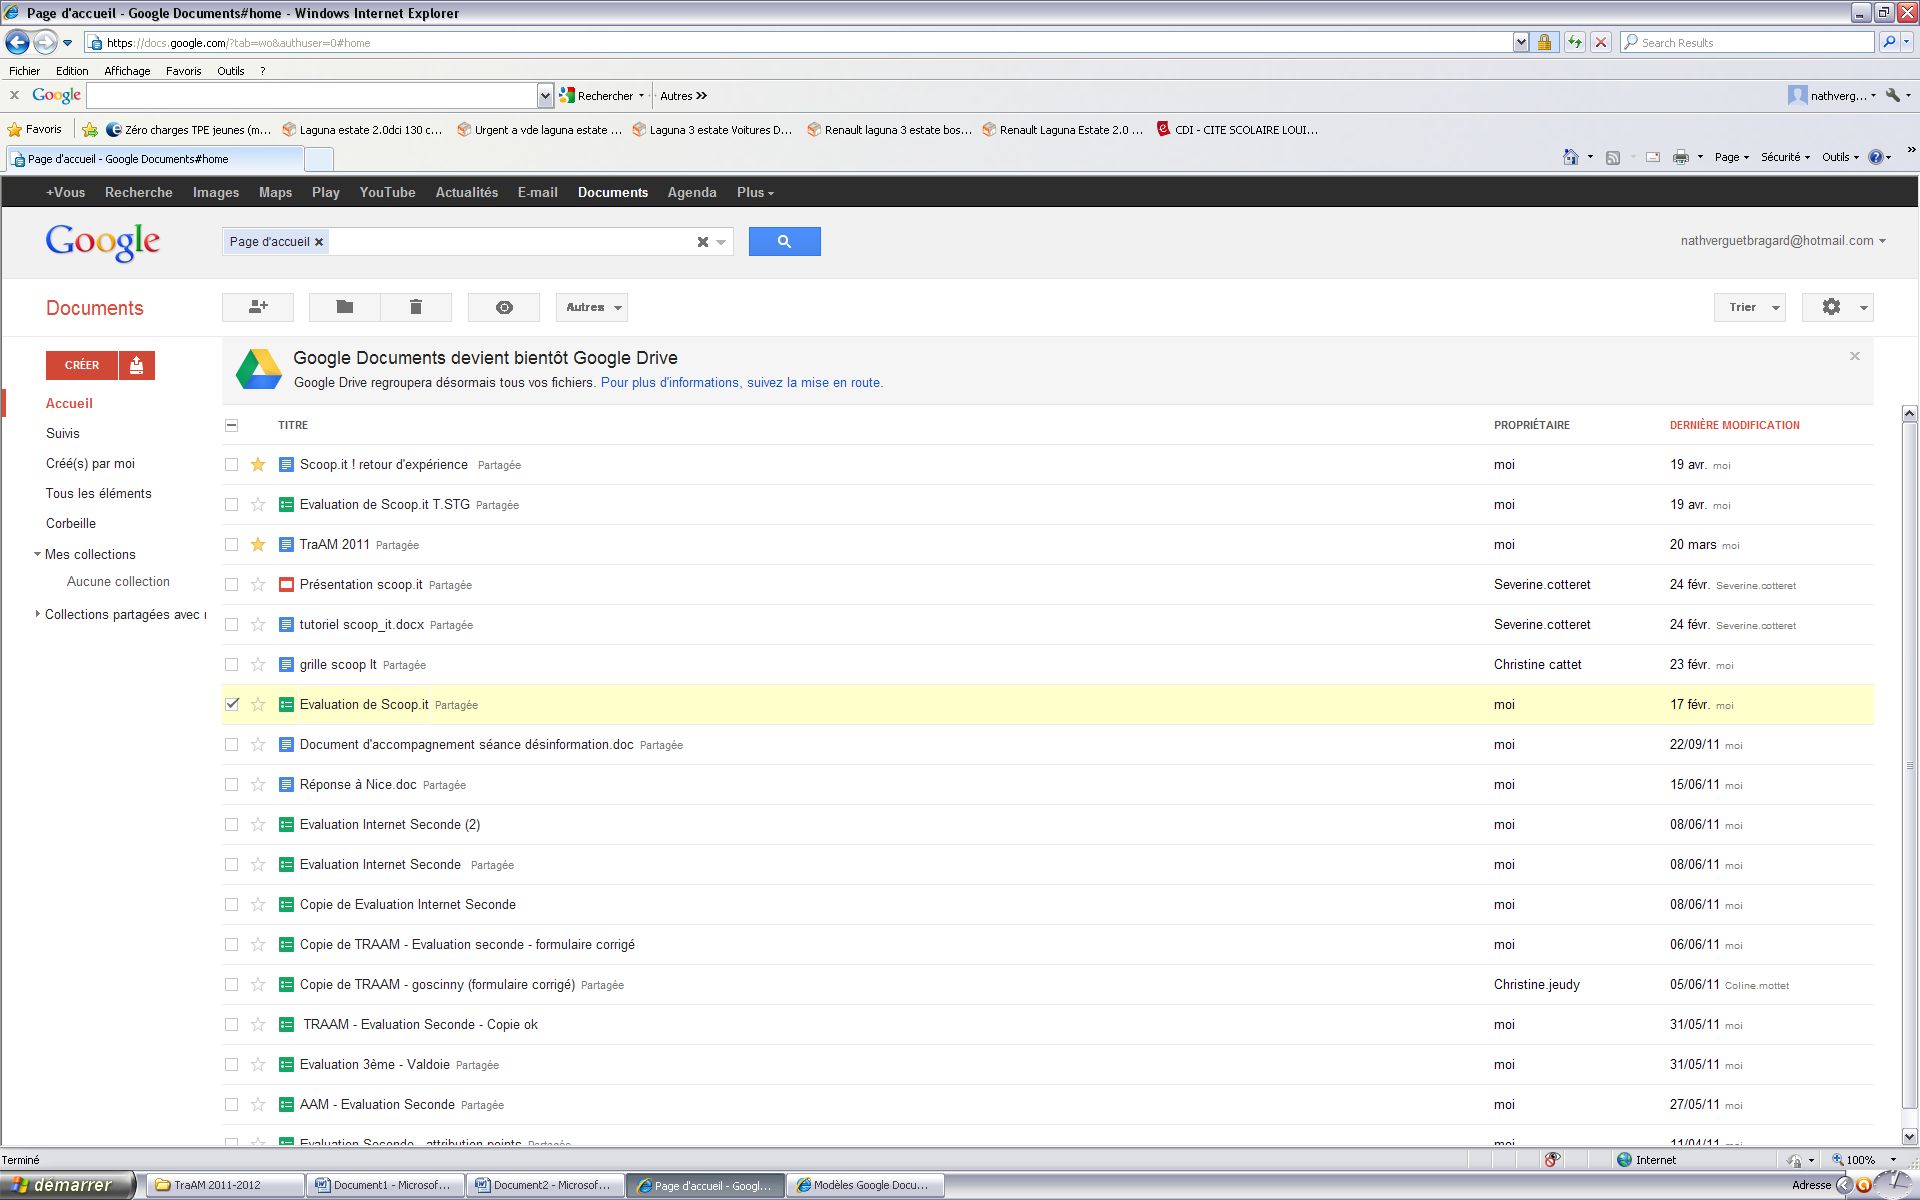 Page d'accueil - Google Documents#home - Windows Internet Explorer
https://docs.google.com/?tab=wo&authuser=0#home
Search Results
Fichier Edition Affichage Favoris Outils ?
x Google Rechercher Autres >> nathverg...
Favoris Zéro charges TPE jeunes (m... Laguna estate 2.0dci 130 c... Urgent a vde laguna estate ... Laguna 3 estate Voitures D... Renault laguna 3 estate bos... Renault Laguna Estate 2.0 ... CDI - CITE SCOLAIRE LOUI...
Page d'accueil - Google Documents#home Page Sécurité Outils
+Vous Recherche Images Maps Play YouTube Actualités E-mail Documents Agenda Plus
Google Page d'accueil nathverguetbragard@hotmail.com
Documents Autres Trier
CRÉER
Google Documents devient bientôt Google Drive
Google Drive regroupera désormais tous vos fichiers. Pour plus d'informations, suivez la mise en route.
Accueil
Suivis
Créé(s) par moi
Tous les éléments
Corbeille
Mes collections
Aucune collection
Collections partagées avec
TITRE PROPRIÉTAIRE DERNIÈRE MODIFICATION
Scoop.it ! retour d'expérience Partagée moi 19 avr. moi
Evaluation de Scoop.it T.STG Partagée moi 19 avr. moi
TraAM 2011 Partagée moi 20 mars moi
Présentation scoop.it Partagée Severine.cotteret 24 févr. Severine.cotteret
tutoriel scoop_it.docx Partagée Severine.cotteret 24 févr. Severine.cotteret
grille scoop It Partagée Christine cattet 23 févr. moi
Evaluation de Scoop.it Partagée moi 17 févr. moi
Document d'accompagnement séance désinformation.doc Partagée moi 22/09/11 moi
Réponse à Nice.doc Partagée moi 15/06/11 moi
Evaluation Internet Seconde (2) moi 08/06/11 moi
Evaluation Internet Seconde Partagée moi 08/06/11 moi
Copie de Evaluation Internet Seconde moi 08/06/11 moi
Copie de TRAAM - Evaluation seconde - formulaire corrigé moi 06/06/11 moi
Copie de TRAAM - goscinny (formulaire corrigé) Partagée Christine.jeudy 05/06/11 Coline.mottet
TRAAM - Evaluation Seconde - Copie ok moi 31/05/11 moi
Evaluation 3ème - Valdoie Partagée moi 31/05/11 moi
AAM - Evaluation Seconde Partagée moi 27/05/11 moi
Evaluation Seconde - attribution points Partagée moi 11/04/11 moi
Terminé Internet 100%
démarrer TraAM 2011-2012 Document1 - Microsof... Document2 - Microsof... Page d'accueil - Googl... Modèles Google Docu... Adresse